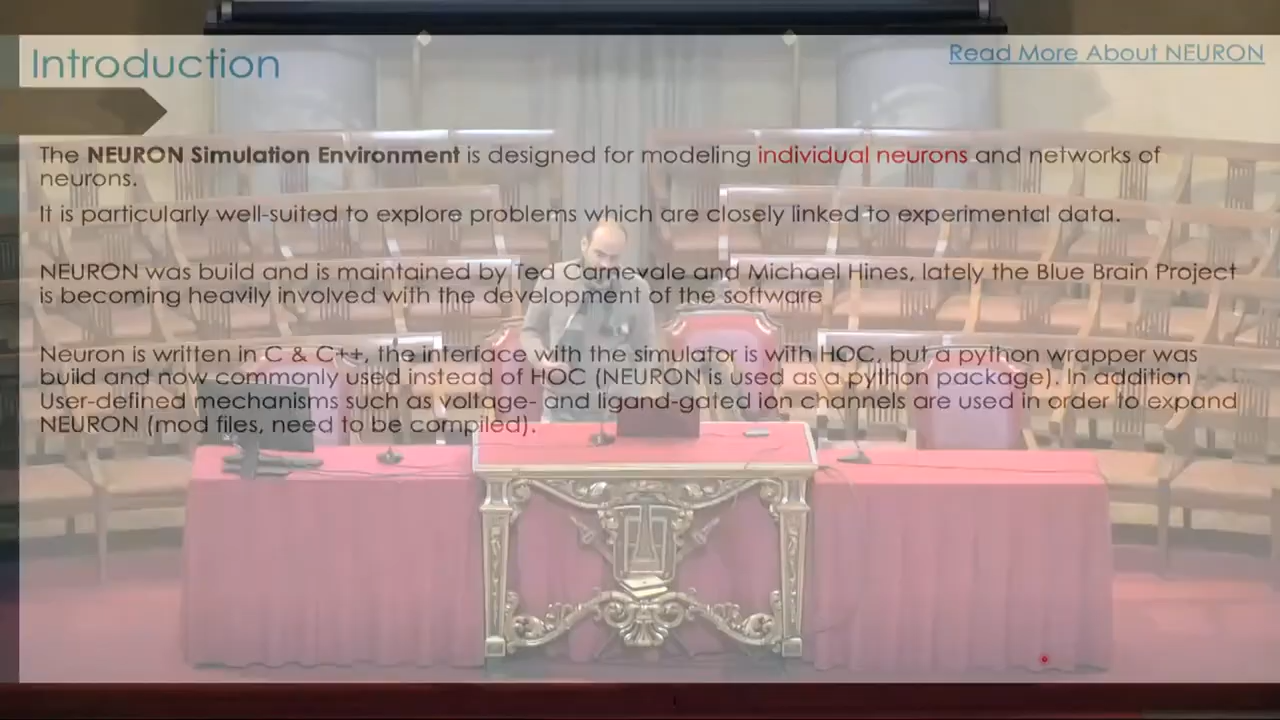 Introduction
Read More About NEURON
The NEURON Simulation Environment is designed for modeling individual neurons and networks of
neurons.
It is particularly well-suited to explore problems which are closely linked to experimental data.
NEURON was build and is maintained by Ted Carnevale and Michael Hines, lately the Blue Brain Project
is becoming heavily involved with the development of the software
Neuron is written in C & C++, the interface with the simulator is with HOC, but a python wrapper was
build and now commonly used instead of HOC (NEURON is used as a python package). In addition
User-defined mechanisms such as voltage- and ligand-gated ion channels are used in order to expand
NEURON (mod files, need to be compiled).